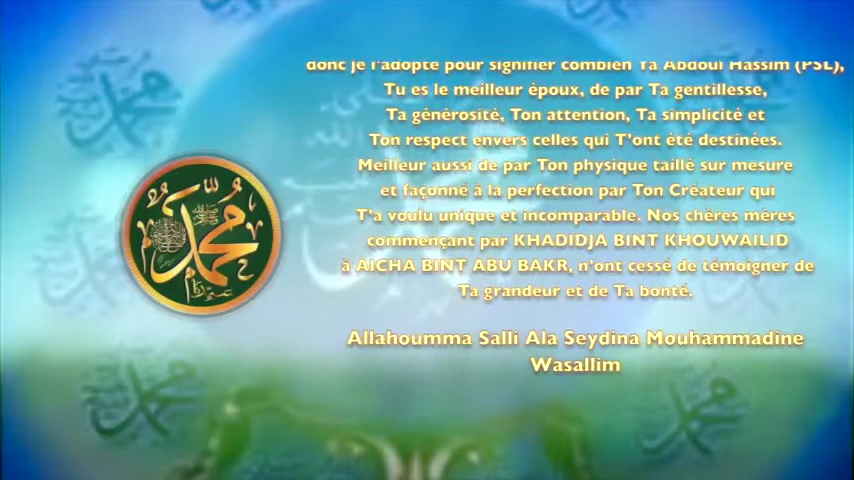 donc je l'adopte pour signifier combien Ya Abdoul Hassim (PSL),
Tu es le meilleur époux, de par Ta gentillesse,
Ta générosité, Ton attention, Ta simplicité et
Ton respect envers celles qui T'ont été destinées.
Meilleur aussi de par Ton physique taillé sur mesure
et façonné à la perfection par Ton Créateur qui
T'a voulu unique et incomparable. Nos chères mères
commençant par KHADIDJA BINT KHOUWAILID
à AICHA BINT ABU BAKR, n'ont cessé de témoigner de
Ta grandeur et de Ta bonté.
Allahoumma Salli Ala Seydina Mouhammadine
Wasallim
محمد